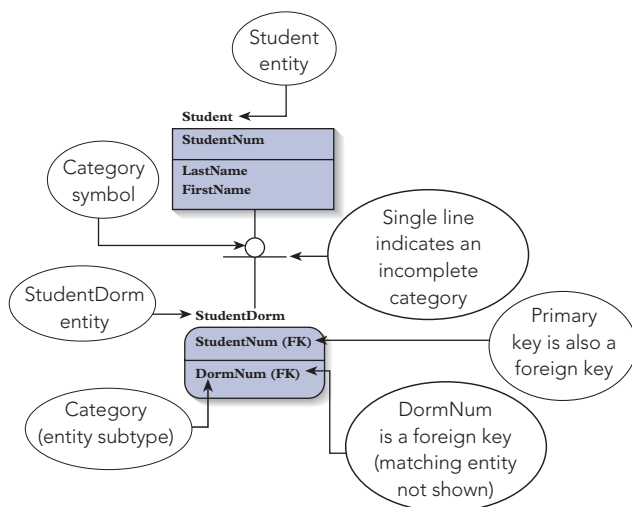 Student
entity
Student
StudentNum
LastName
FirstName
Category
symbol
Single line
indicates an
incomplete
category
StudentDorm
entity
StudentDorm
StudentNum (FK)
DormNum (FK)
Primary
key is also a
foreign key
Category
(entity subtype)
DormNum
is a foreign key
(matching entity
not shown)